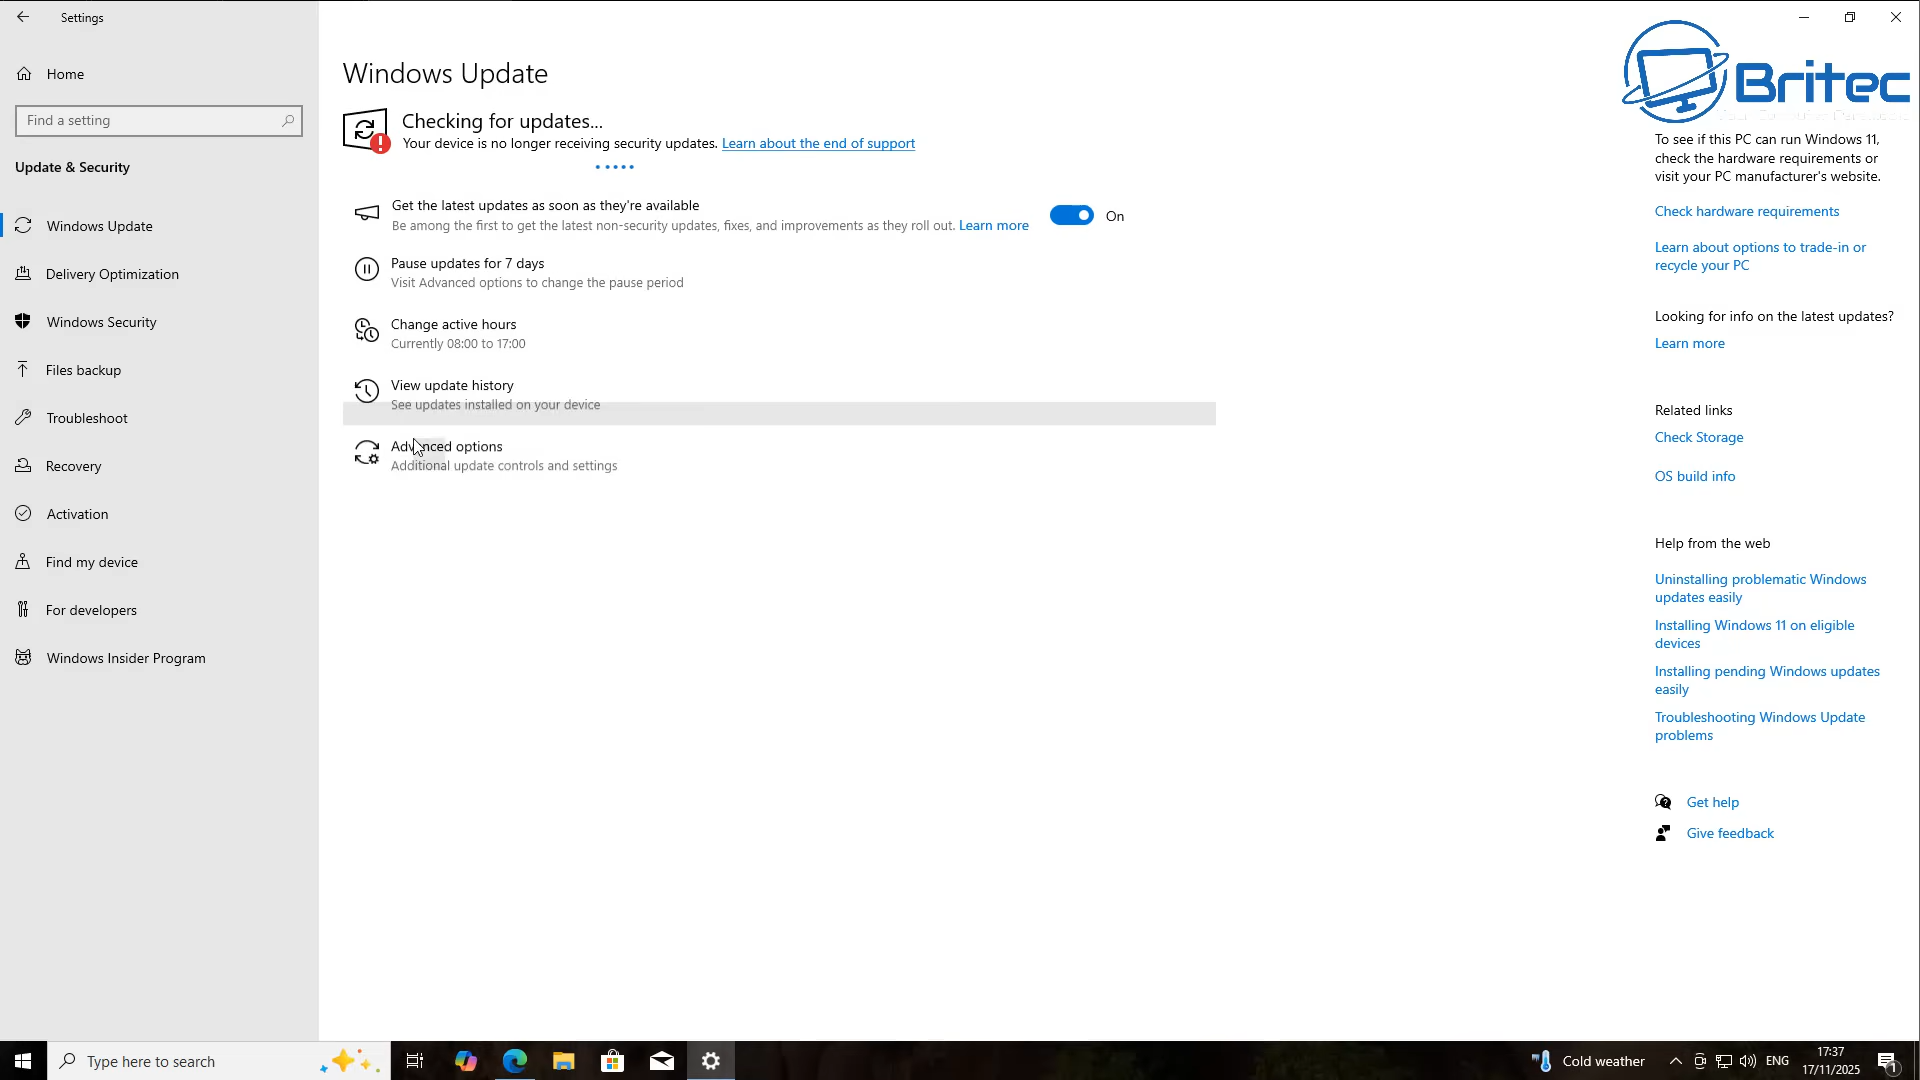 Settings
Home
Find a setting
Update & Security
Windows Update
Delivery Optimization
Windows Security
Files backup
Troubleshoot
Recovery
Activation
Find my device
For developers
Windows Insider Program
Windows Update
Checking for updates...
Your device is no longer receiving security updates. Learn about the end of support
Get the latest updates as soon as they're available
Be among the first to get the latest non-security updates, fixes, and improvements as they roll out. Learn more
On
Pause updates for 7 days
Visit Advanced options to change the pause period
Change active hours
Currently 08:00 to 17:00
View update history
See updates installed on your device
Advanced options
Additional update controls and settings
Britec
To see if this PC can run Windows 11,
check the hardware requirements or
visit your PC manufacturer's website.
Check hardware requirements
Learn about options to trade-in or
recycle your PC
Looking for info on the latest updates?
Learn more
Related links
Check Storage
OS build info
Help from the web
Uninstalling problematic Windows
updates easily
Installing Windows 11 on eligible
devices
Installing pending Windows updates
easily
Troubleshooting Windows Update
problems
Get help
Give feedback
Type here to search
Cold weather
ENG
17:37
17/11/2025
1